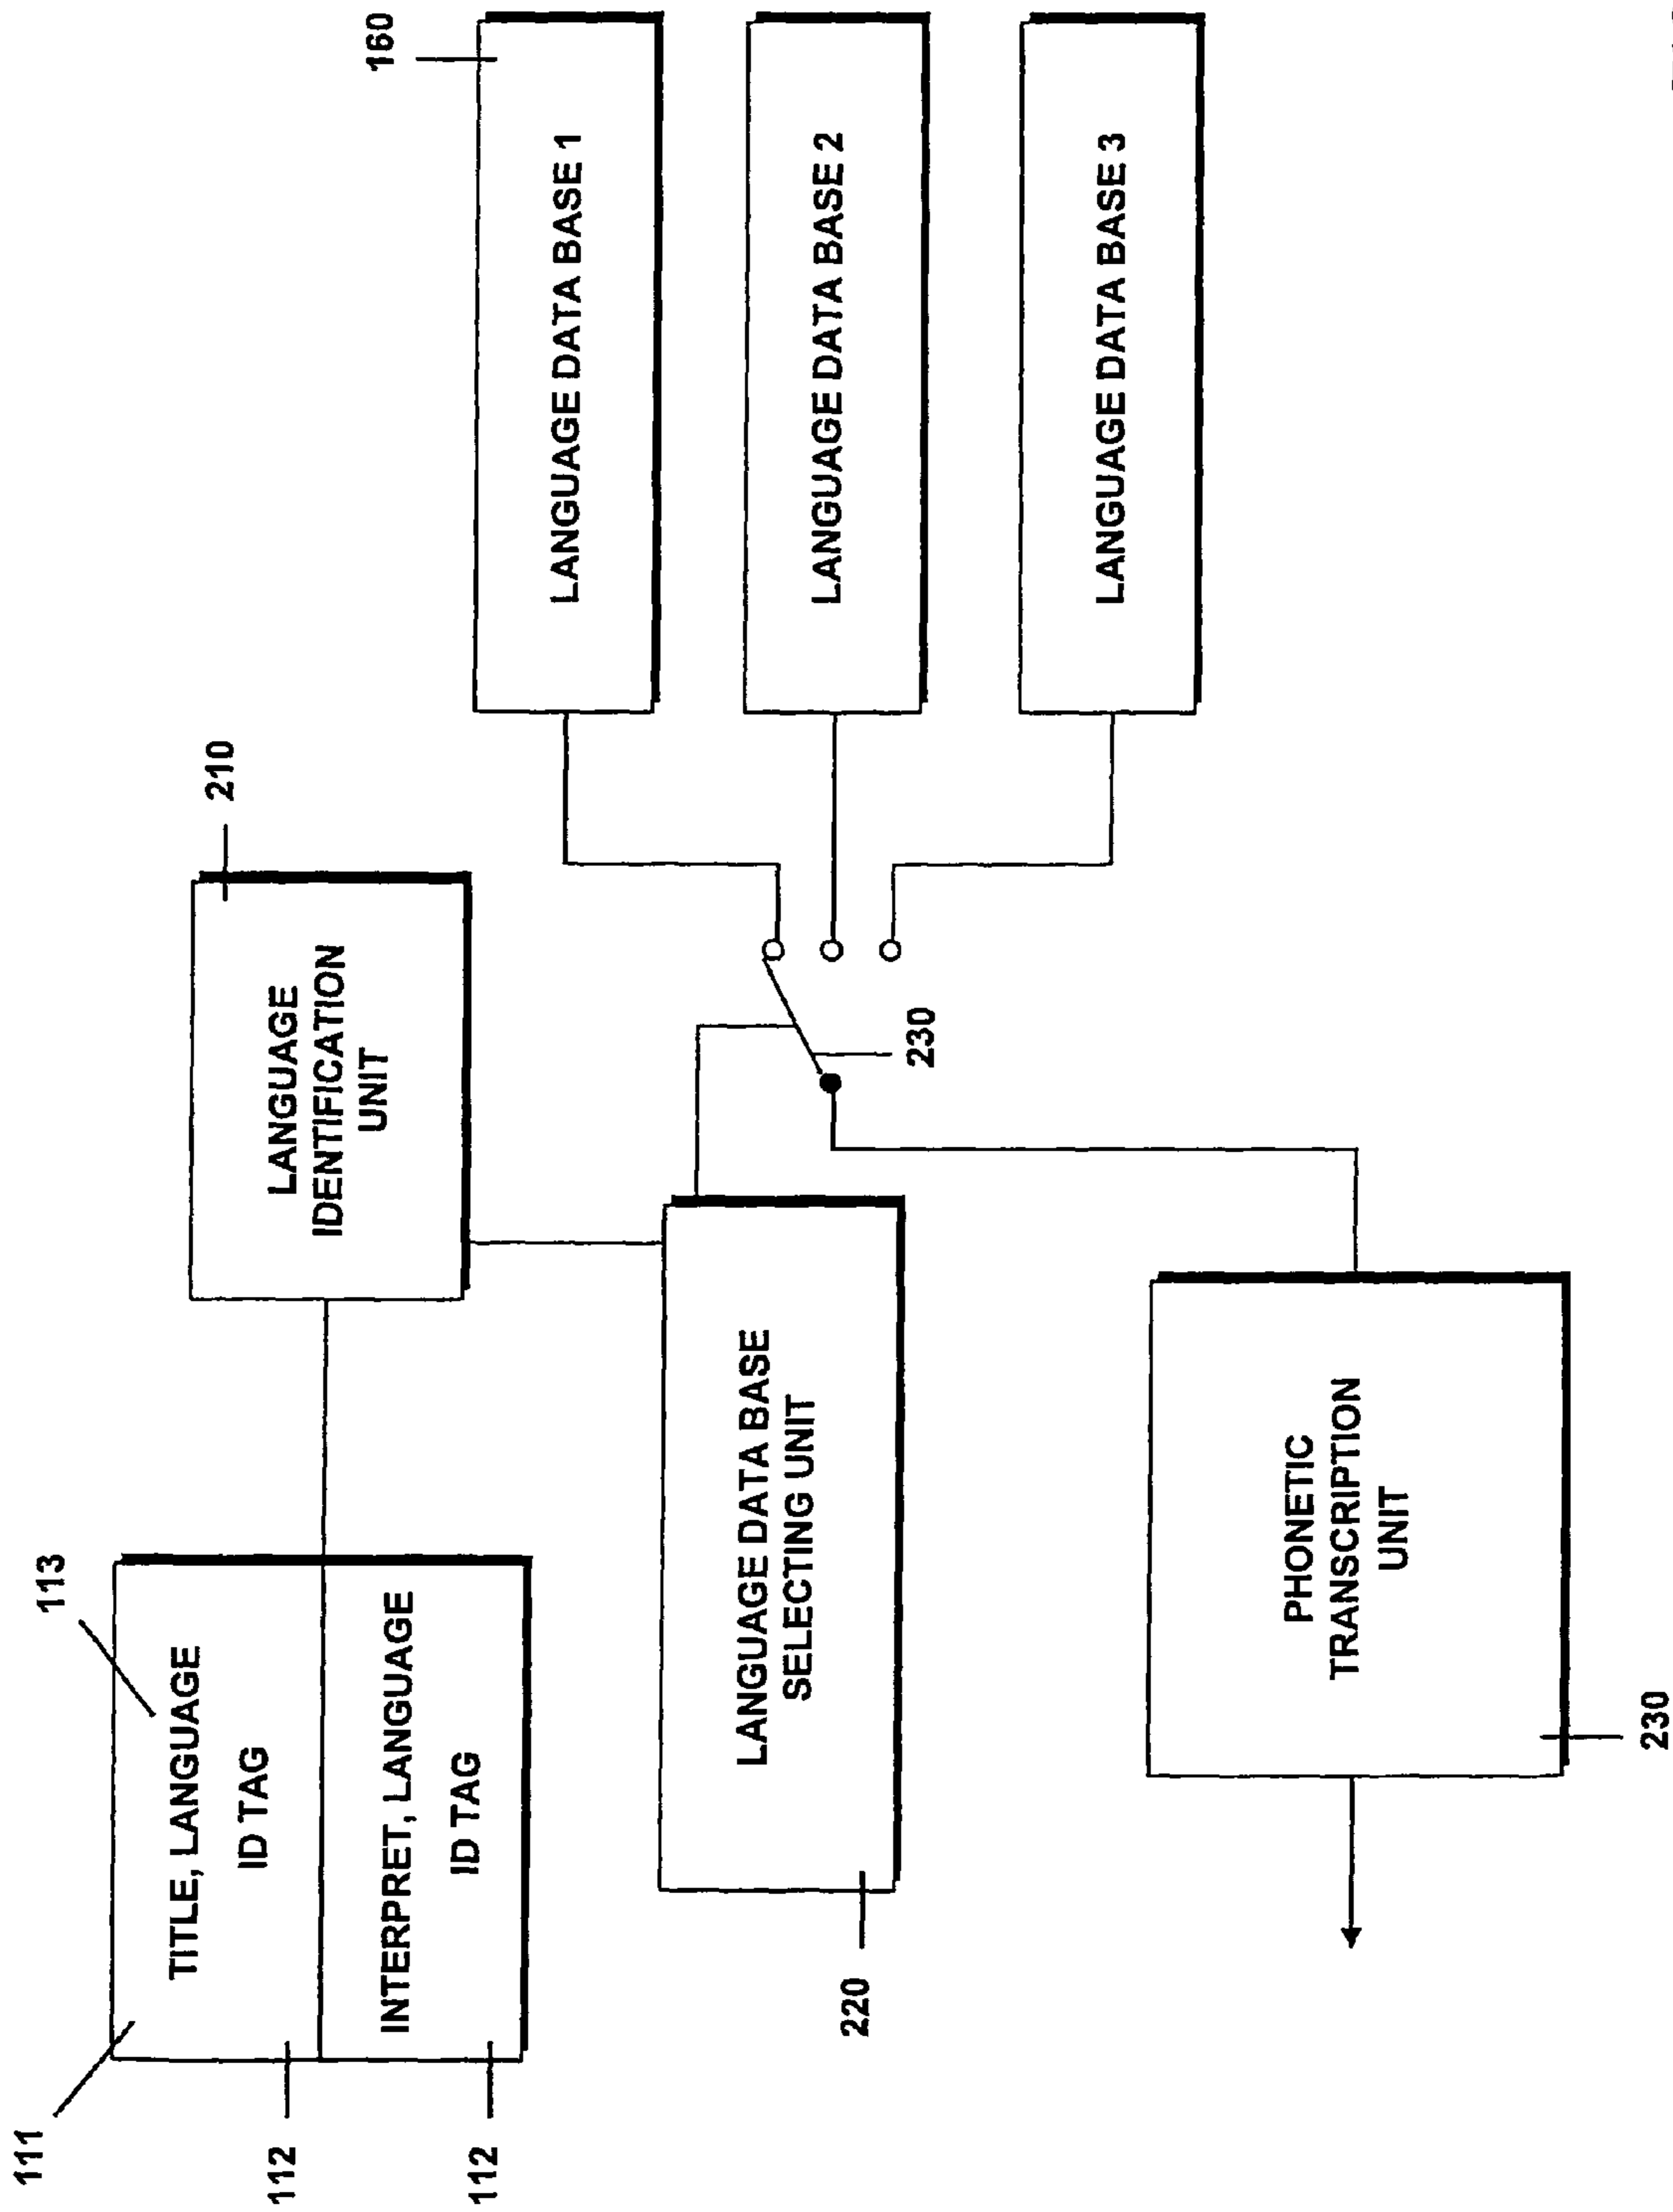 111
113
TITLE, LANGUAGE
ID TAG
112
INTERPRET, LANGUAGE
ID TAG
112
210
LANGUAGE
IDENTIFICATION
UNIT
160
LANGUAGE DATA BASE 1
LANGUAGE DATA BASE 2
LANGUAGE DATA BASE 3
LANGUAGE DATA BASE
SELECTING UNIT
220
230
PHONETIC
TRANSCRIPTION
UNIT
230